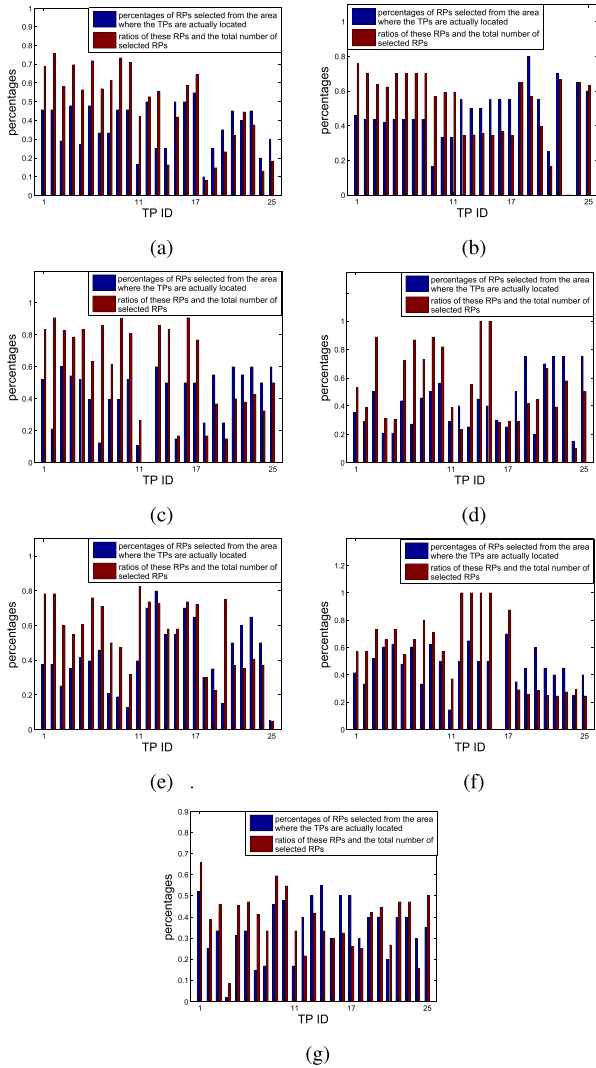 percentages of RPs selected from the area
where the TPs are actually located
ratios of these RPs and the total number of
selected RPs
0.9
0.8
0.7
0.6
0.5
0.4
0.3
0.2
0.1
0
percentages
1
11
17
25
TP ID
(a)
percentages of RPs selected from the area
where the TPs are actually located
ratios of these RPs and the total number of
selected RPs
1
0.8
0.6
0.4
0.2
0
percentages
1
11
17
25
TP ID
(b)
percentages of RPs selected from the area
where the TPs are actually located
ratios of these RPs and the total number of
selected RPs
1
0.8
0.6
0.4
0.2
0
percentages
1
11
17
25
TP ID
(c)
percentages of RPs selected from the area
where the TPs are actually located
ratios of these RPs and the total number of
selected RPs
1
0.8
0.6
0.4
0.2
0
percentages
1
11
17
25
TP ID
(d)
percentages of RPs selected from the area
where the TPs are actually located
ratios of these RPs and the total number of
selected RPs
1
0.8
0.6
0.4
0.2
0
percentages
1
11
17
25
TP ID
(e) .
percentages of RPs selected from the area
where the TPs are actually located
ratios of these RPs and the total number of
selected RPs
1.2
1
0.8
0.6
0.4
0.2
0
percentages
1
11
17
25
TP ID
(f)
percentages of RPs selected from the area
where the TPs are actually located
ratios of these RPs and the total number of
selected RPs
0.9
0.8
0.7
0.6
0.5
0.4
0.3
0.2
0.1
0
percentages
1
11
17
25
TP ID
(g)